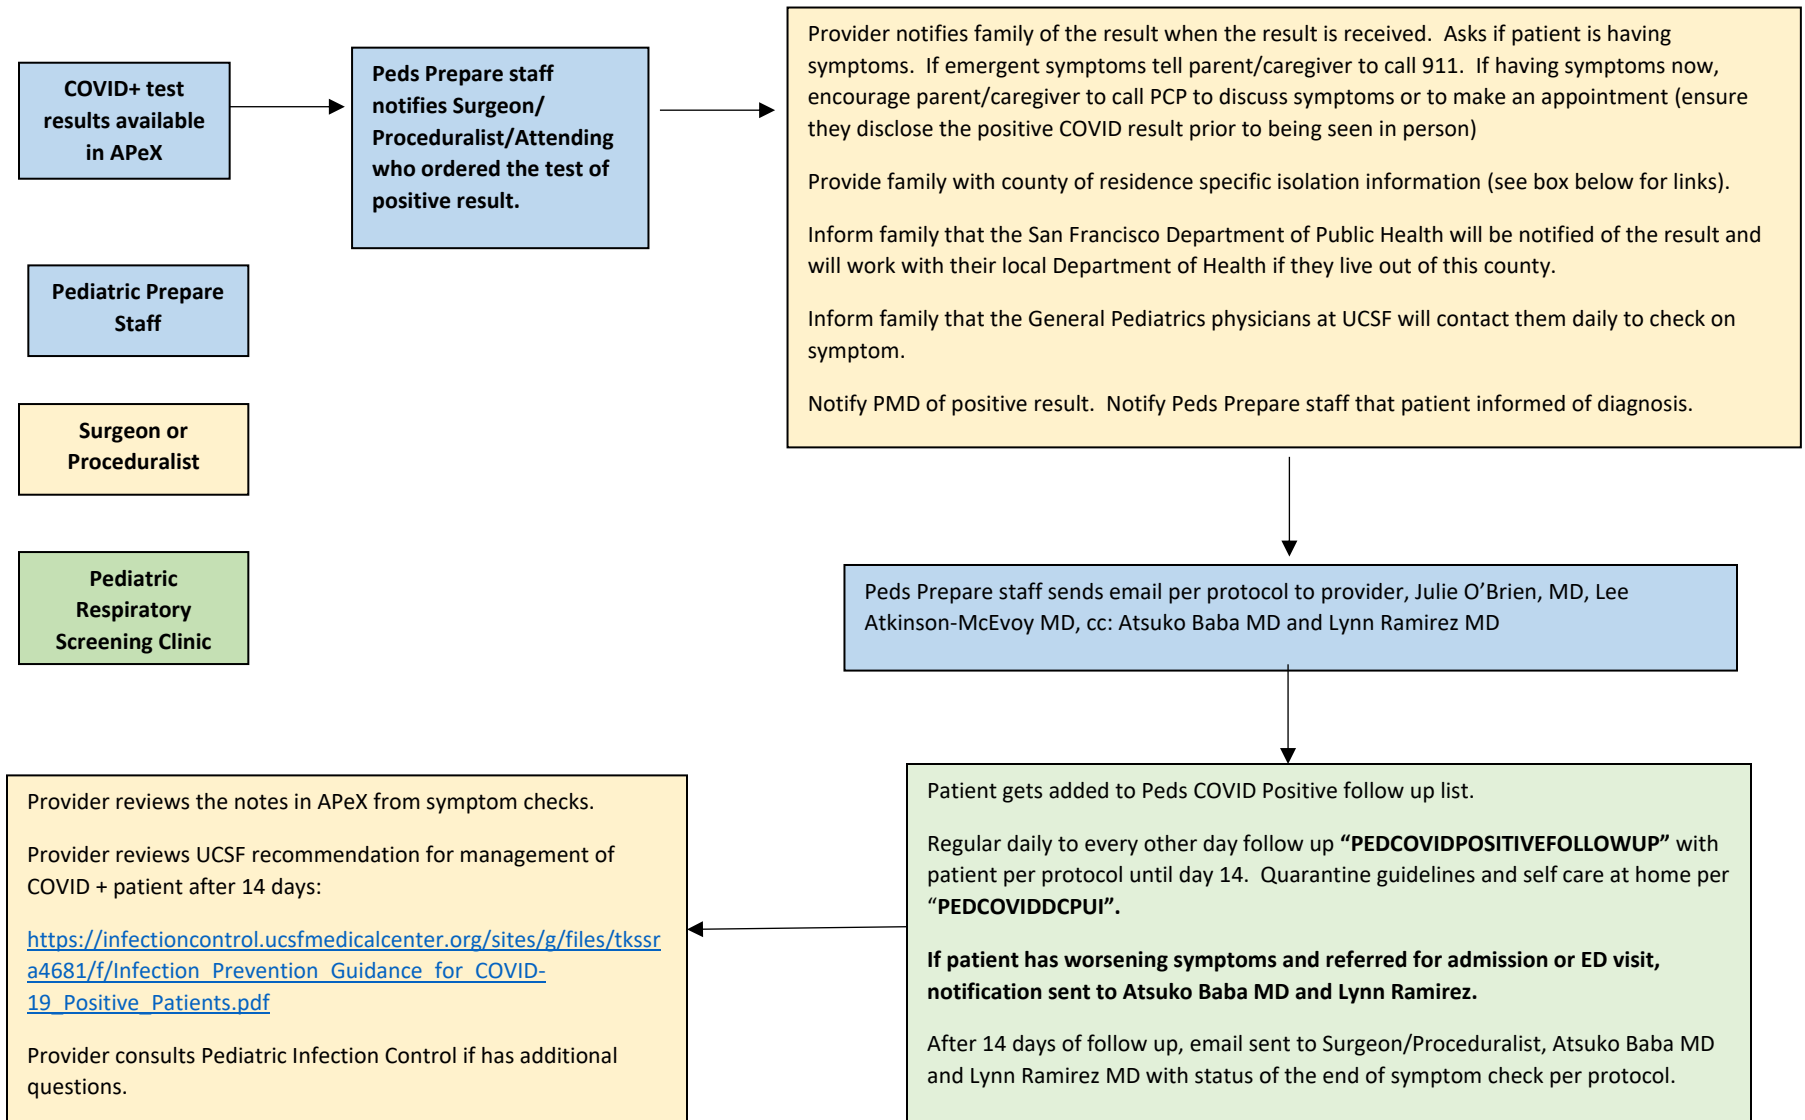 COVID+ test
results available
in APeX
Peds Prepare staff
notifies Surgeon/
Proceduralist/Attending
who ordered the test of
positive result.
Provider notifies family of the result when the result is received.  Asks if patient is having
symptoms.  If emergent symptoms tell parent/caregiver to call 911.  If having symptoms now,
encourage parent/caregiver to call PCP to discuss symptoms or to make an appointment (ensure
they disclose the positive COVID result prior to being seen in person)
Provide family with county of residence specific isolation information (see box below for links).
Inform family that the San Francisco Department of Public Health will be notified of the result and
will work with their local Department of Health if they live out of this county.
Inform family that the General Pediatrics physicians at UCSF will contact them daily to check on
symptom.
Notify PMD of positive result.  Notify Peds Prepare staff that patient informed of diagnosis.
Pediatric Prepare
Staff
Surgeon or
Proceduralist
Pediatric
Respiratory
Screening Clinic
Peds Prepare staff sends email per protocol to provider, Julie O’Brien, MD, Lee
Atkinson-McEvoy MD, cc: Atsuko Baba MD and Lynn Ramirez MD
Patient gets added to Peds COVID Positive follow up list.
Regular daily to every other day follow up “PEDCOVIDPOSITIVEFOLLOWUP” with
patient per protocol until day 14.  Quarantine guidelines and self care at home per
“PEDCOVIDDCPUI”.
If patient has worsening symptoms and referred for admission or ED visit,
notification sent to Atsuko Baba MD and Lynn Ramirez.
After 14 days of follow up, email sent to Surgeon/Proceduralist, Atsuko Baba MD
and Lynn Ramirez MD with status of the end of symptom check per protocol.
Provider reviews the notes in APeX from symptom checks.
Provider reviews UCSF recommendation for management of
COVID + patient after 14 days:
https://infectioncontrol.ucsfmedicalcenter.org/sites/g/files/tkssr
a4681/f/Infection_Prevention_Guidance_for_COVID-
19_Positive_Patients.pdf
Provider consults Pediatric Infection Control if has additional
questions.